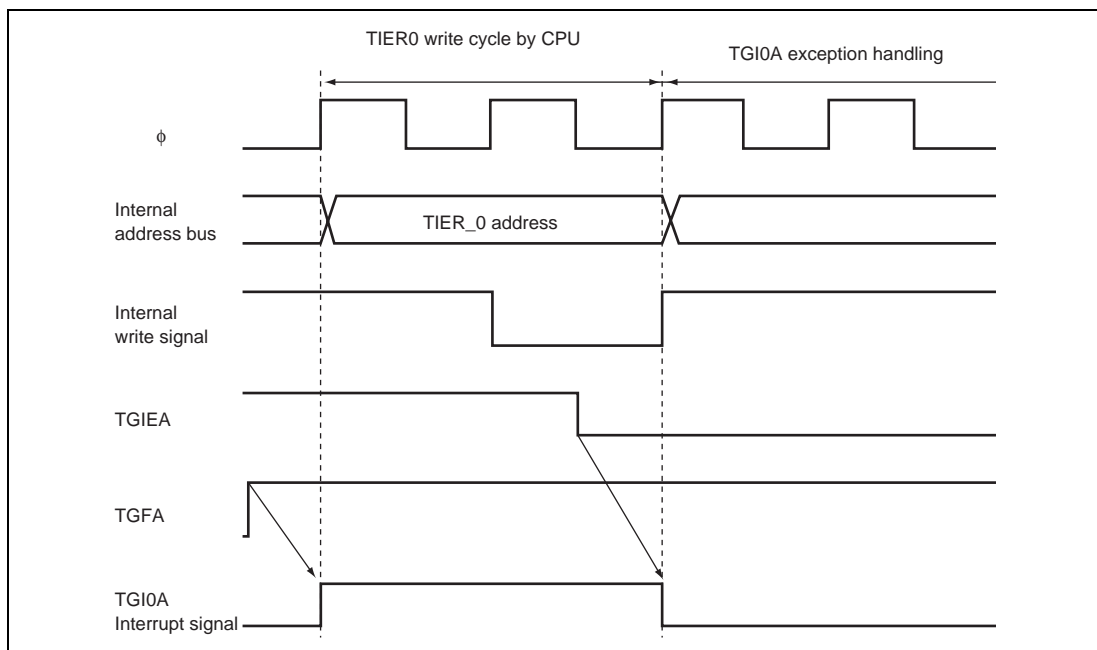 TIER0 write cycle by CPU
TGI0A exception handling
ϕ
Internal
address bus
TIER_0 address
Internal
write signal
TGIEA
TGFA
TGI0A
Interrupt signal